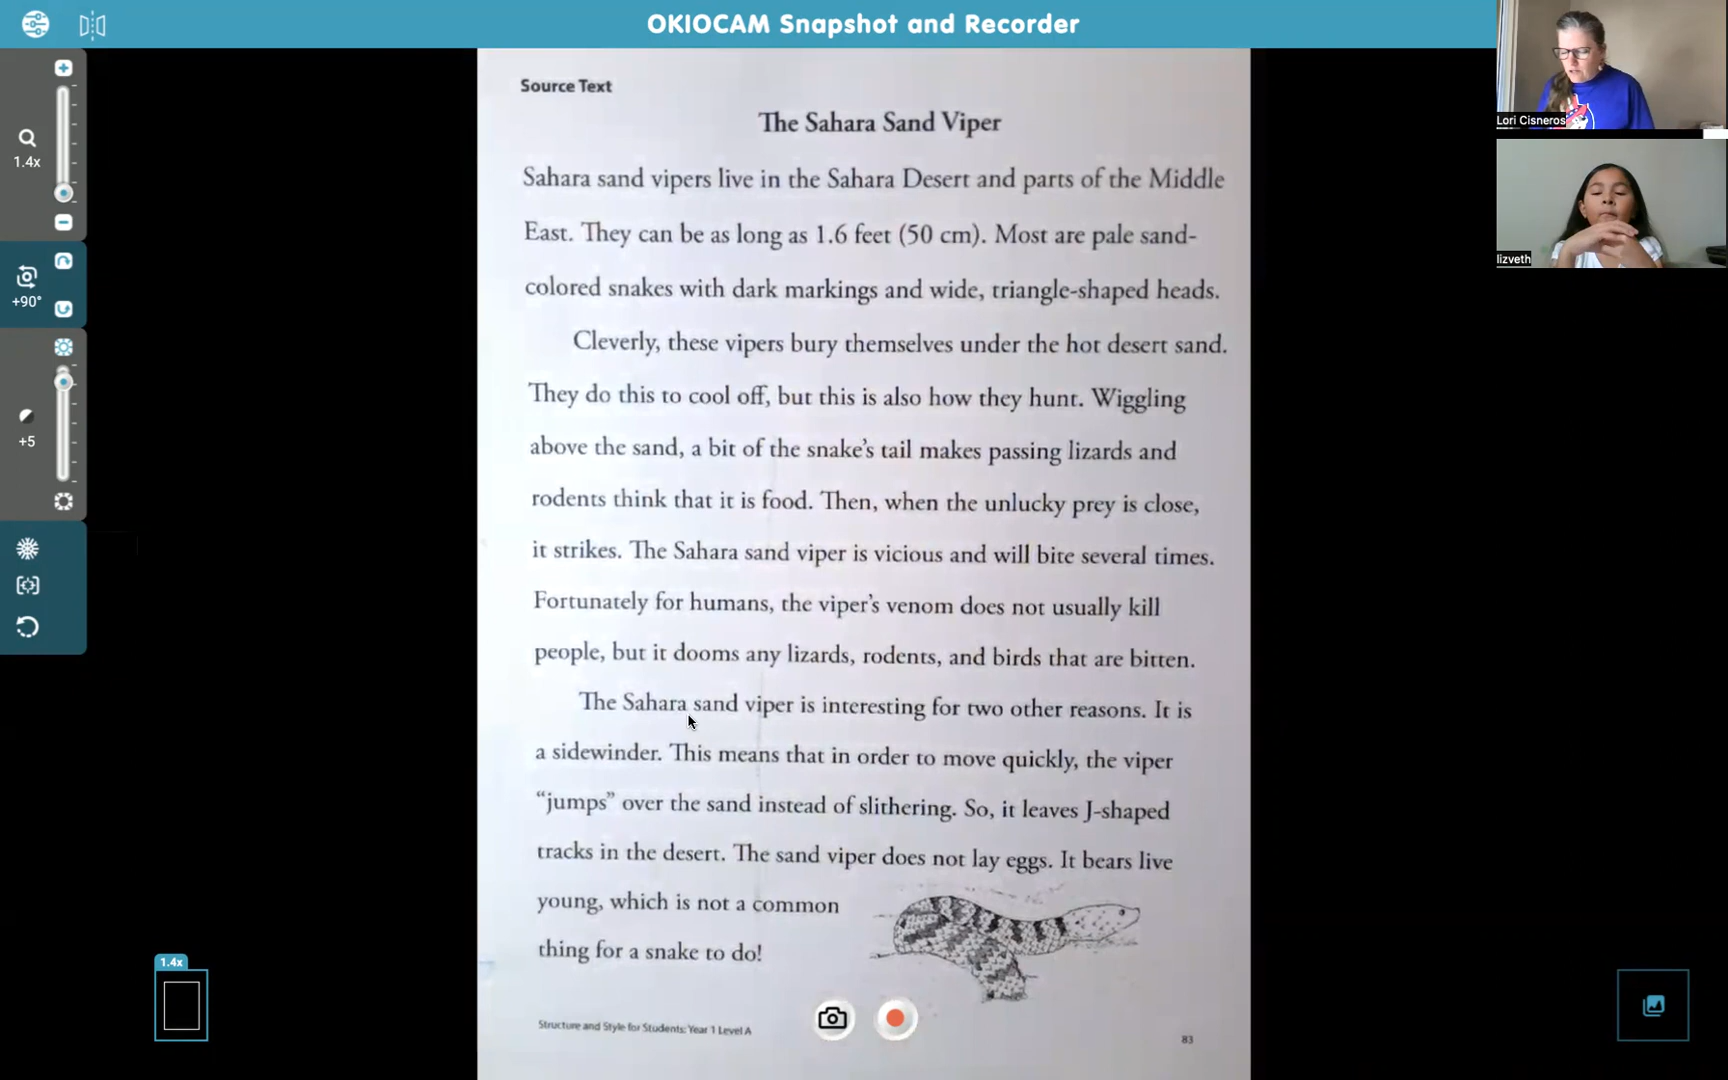 OKIOCAM Snapshot and Recorder
1.4x
+90°
+5
1.4x
Source Text
The Sahara Sand Viper
Sahara sand vipers live in the Sahara Desert and parts of the Middle
East. They can be as long as 1.6 feet (50 cm). Most are pale sand-
colored snakes with dark markings and wide, triangle-shaped heads.
Cleverly, these vipers bury themselves under the hot desert sand.
They do this to cool off, but this is also how they hunt. Wiggling
above the sand, a bit of the snake's tail makes passing lizards and
rodents think that it is food. Then, when the unlucky prey is close,
it strikes. The Sahara sand viper is vicious and will bite several times.
Fortunately for humans, the viper's venom does not usually kill
people, but it dooms any lizards, rodents, and birds that are bitten.
The Sahara sand viper is interesting for two other reasons. It is
a sidewinder. This means that in order to move quickly, the viper
“jumps” over the sand instead of slithering. So, it leaves J-shaped
tracks in the desert. The sand viper does not lay eggs. It bears live
young, which is not a common
thing for a snake to do!
Structure and Style for Students: Year 1 Level A
83
Lori Cisneros
lizveth